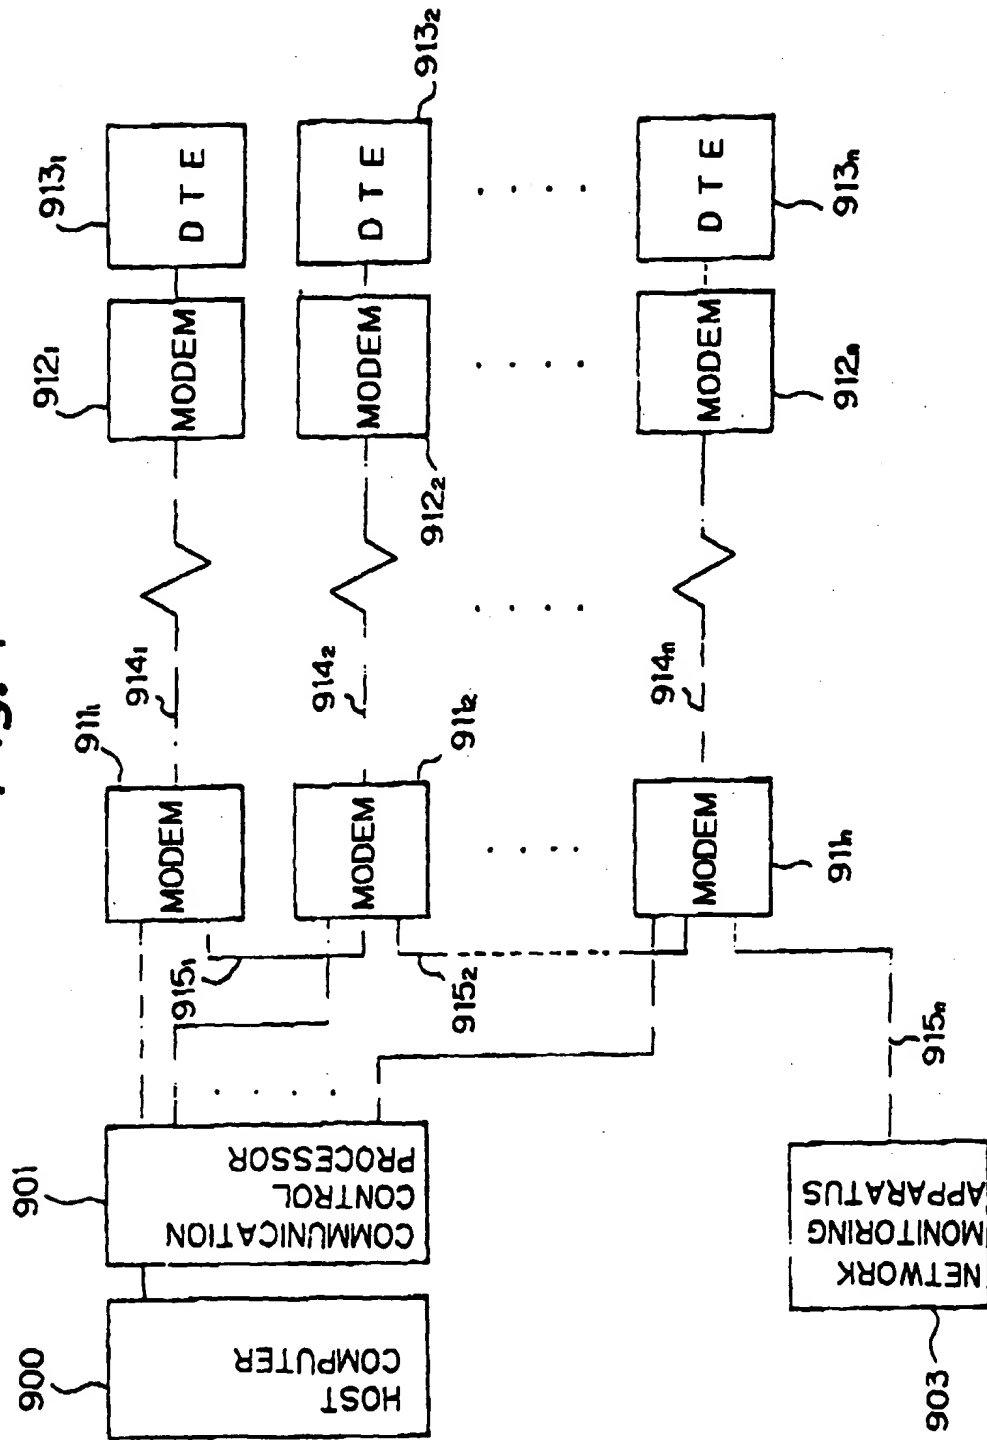 913₁
DTE
912₁
MODEM
914₁
911₁
MODEM
901
COMMUNICATION
CONTROL
PROCESSOR
900
HOST
COMPUTER
913₂
DTE
912₂
MODEM
914₂
911₂
MODEM
915₁
915₂
913ₙ
DTE
912ₙ
MODEM
914ₙ
911ₙ
MODEM
915ₙ
903
NETWORK
MONITORING
APPARATUS